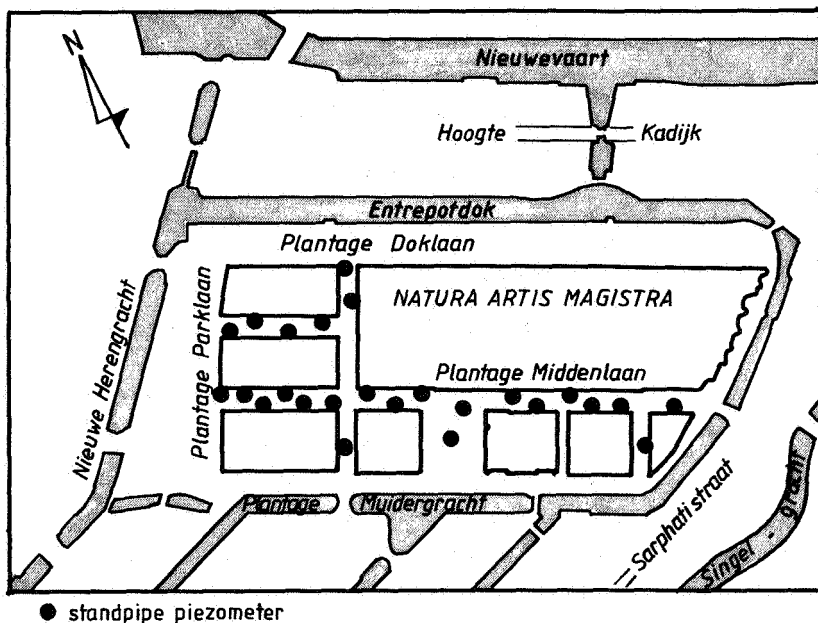 N
Nieuwevaart
Hoogte Kadijk
Entrepotdok
Plantage Doklaan
NATURA ARTIS MAGISTRA
Plantage Parklaan
Nieuwe Herengracht
Plantage Middenlaan
Plantage Muidergracht
Sarphati straat
Singel - gracht
standpipe piezometer